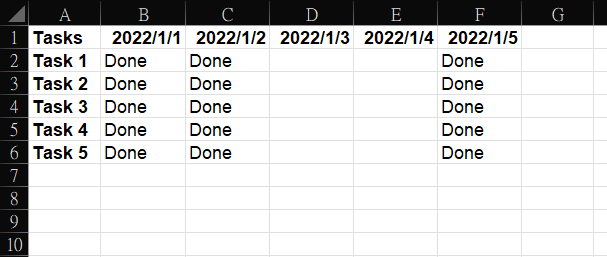 A B C D E F G
1 Tasks 2022/1/1 2022/1/2 2022/1/3 2022/1/4 2022/1/5
2 Task 1 Done Done Done
3 Task 2 Done Done Done
4 Task 3 Done Done Done
5 Task 4 Done Done Done
6 Task 5 Done Done Done
7
8
9
10